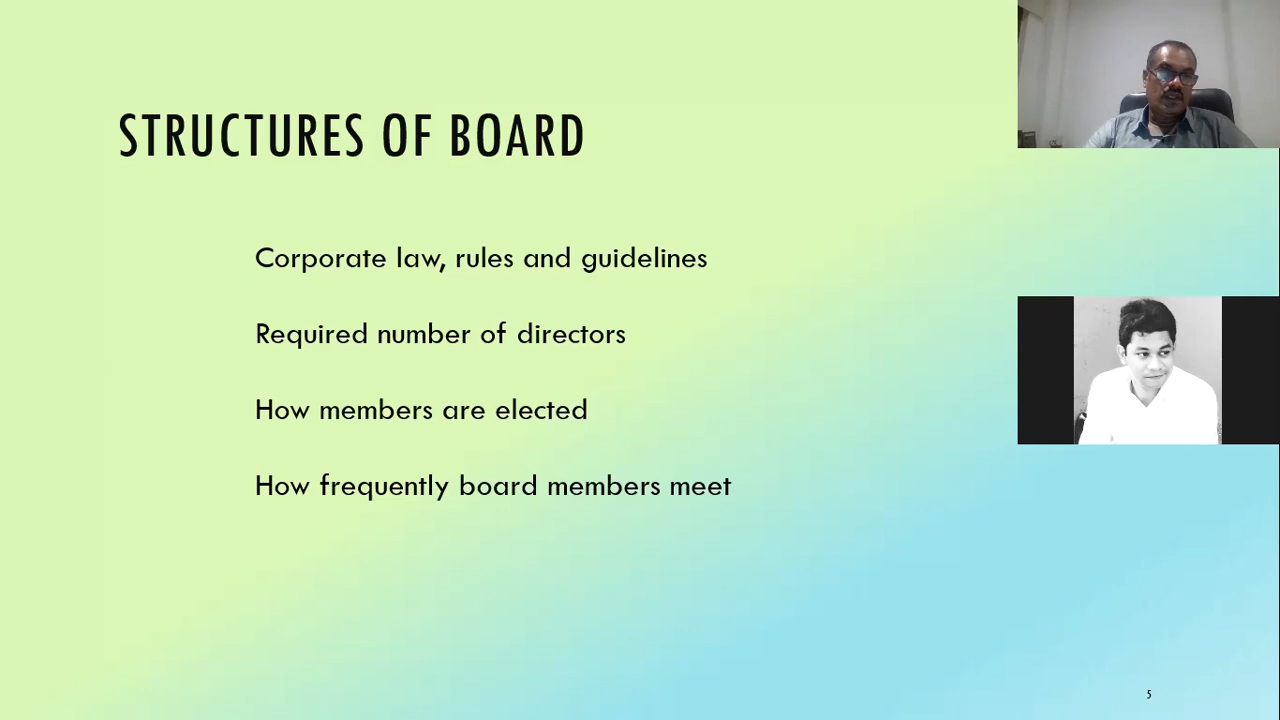 STRUCTURES OF BOARD
Corporate law, rules and guidelines
Required number of directors
How members are elected
How frequently board members meet
5